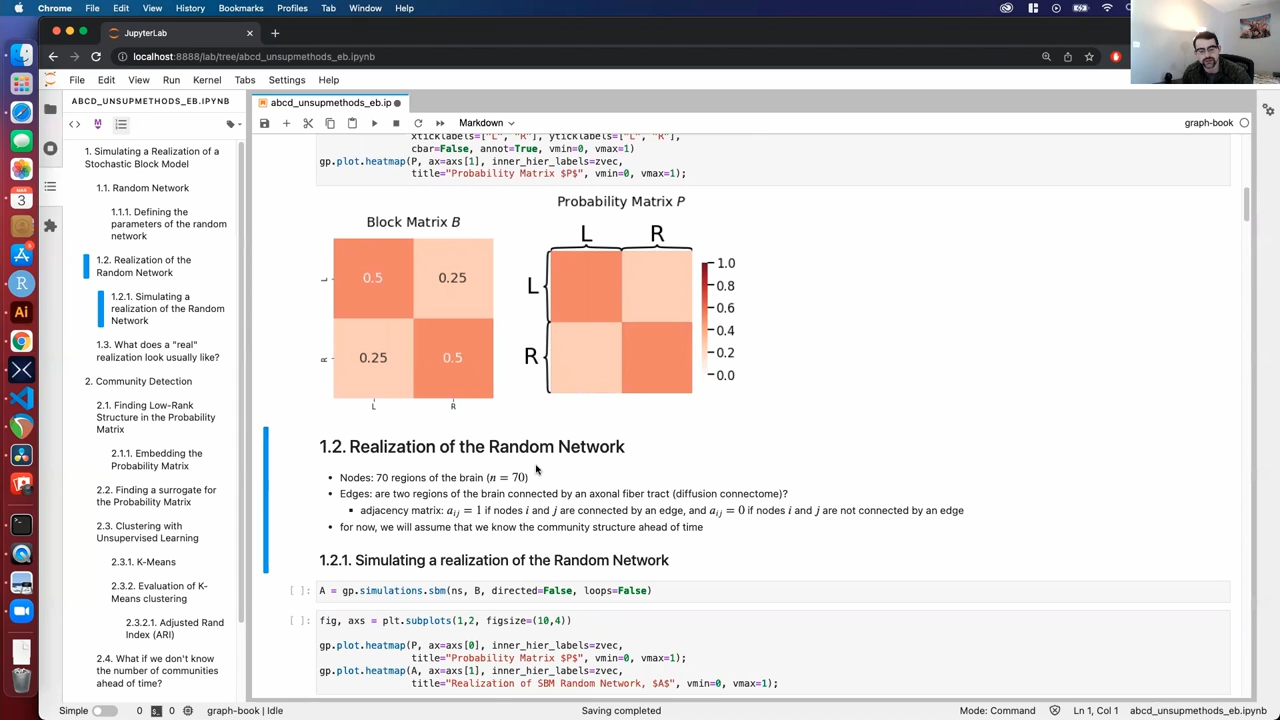 Chrome File Edit View History Bookmarks Profiles Tab Window Help
JupyterLab
localhost:8888/lab/tree/abcd_unsupmethods_eb.ipynb
File Edit View Run Kernel Tabs Settings Help
ABCD_UNSUPMETHODS_EB.IPYNB
1. Simulating a Realization of a
Stochastic Block Model
1.1. Random Network
1.1.1. Defining the
parameters of the random
network
1.2. Realization of the
Random Network
1.2.1. Simulating a
realization of the Random
Network
1.3. What does a "real"
realization look usually like?
2. Community Detection
2.1. Finding Low-Rank
Structure in the Probability
Matrix
2.1.1. Embedding the
Probability Matrix
2.2. Finding a surrogate for
the Probability Matrix
2.3. Clustering with
Unsupervised Learning
2.3.1. K-Means
2.3.2. Evaluation of K-
Means clustering
2.3.2.1. Adjusted Rand
Index (ARI)
2.4. What if we don't know
the number of communities
ahead of time?
abcd_unsupmethods_eb.ip
Markdown
graph-book
xticklabels=["L", "R"], yticklabels=["L", "R"],
cbar=False, annot=True, vmin=0, vmax=1)
gp.plot.heatmap(P, ax=axs[1], inner_hier_labels=zvec,
title="Probability Matrix $P$", vmin=0, vmax=1);
Block Matrix B
L 0.5 0.25
R 0.25 0.5
L R
Probability Matrix P
L R
L
R
1.0
0.8
0.6
0.4
0.2
0.0
1.2. Realization of the Random Network
• Nodes: 70 regions of the brain (n = 70)
• Edges: are two regions of the brain connected by an axonal fiber tract (diffusion connectome)?
▪ adjacency matrix: aij = 1 if nodes i and j are connected by an edge, and aij = 0 if nodes i and j are not connected by an edge
• for now, we will assume that we know the community structure ahead of time
1.2.1. Simulating a realization of the Random Network
[ ]: A = gp.simulations.sbm(ns, B, directed=False, loops=False)
[ ]: fig, axs = plt.subplots(1,2, figsize=(10,4))
gp.plot.heatmap(P, ax=axs[0], inner_hier_labels=zvec,
title="Probability Matrix $P$", vmin=0, vmax=1);
gp.plot.heatmap(A, ax=axs[1], inner_hier_labels=zvec,
title="Realization of SBM Random Network, $A$", vmin=0, vmax=1);
Simple 0 0 graph-book | Idle Saving completed Mode: Command Ln 1, Col 1 abcd_unsupmethods_eb.ipynb